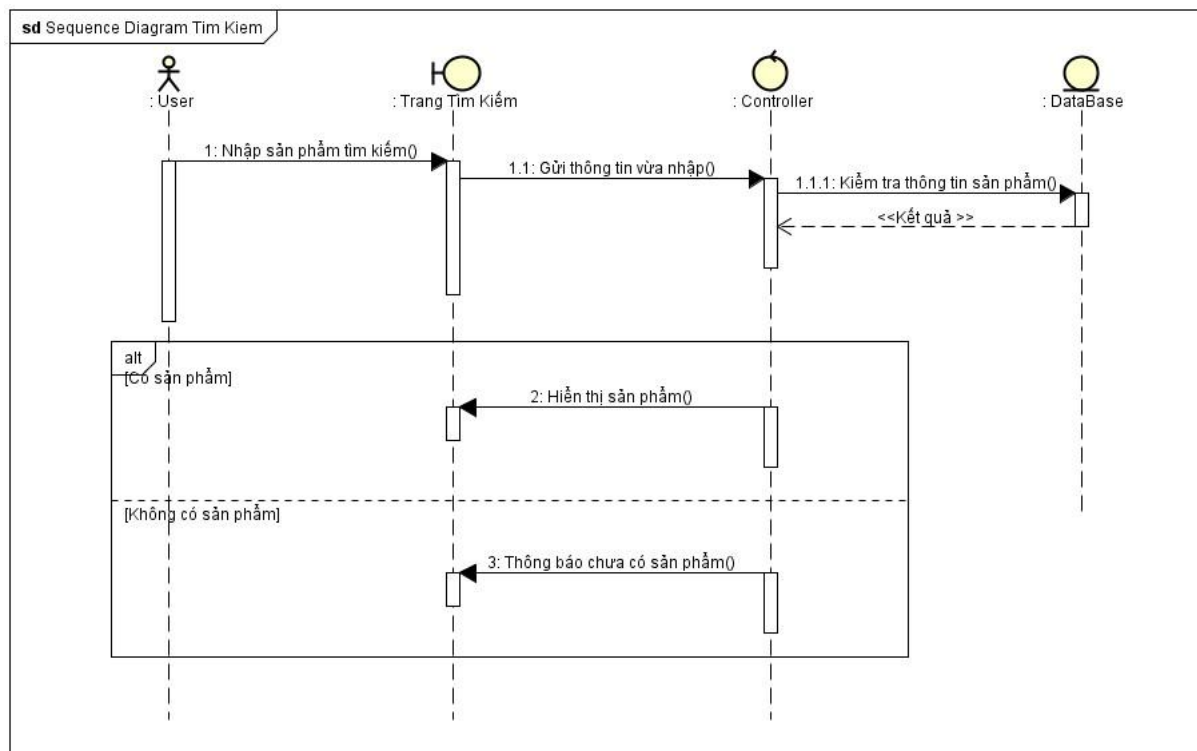 sd Sequence Diagram Tim Kiem
: User
: Trang Tìm Kiếm
: Controller
: DataBase
1: Nhập sản phẩm tìm kiếm()
1.1: Gửi thông tin vừa nhập()
1.1.1: Kiểm tra thông tin sản phẩm()
<<Kết quả >>
alt
[Có sản phẩm]
2: Hiển thị sản phẩm()
[Không có sản phẩm]
3: Thông báo chưa có sản phẩm()